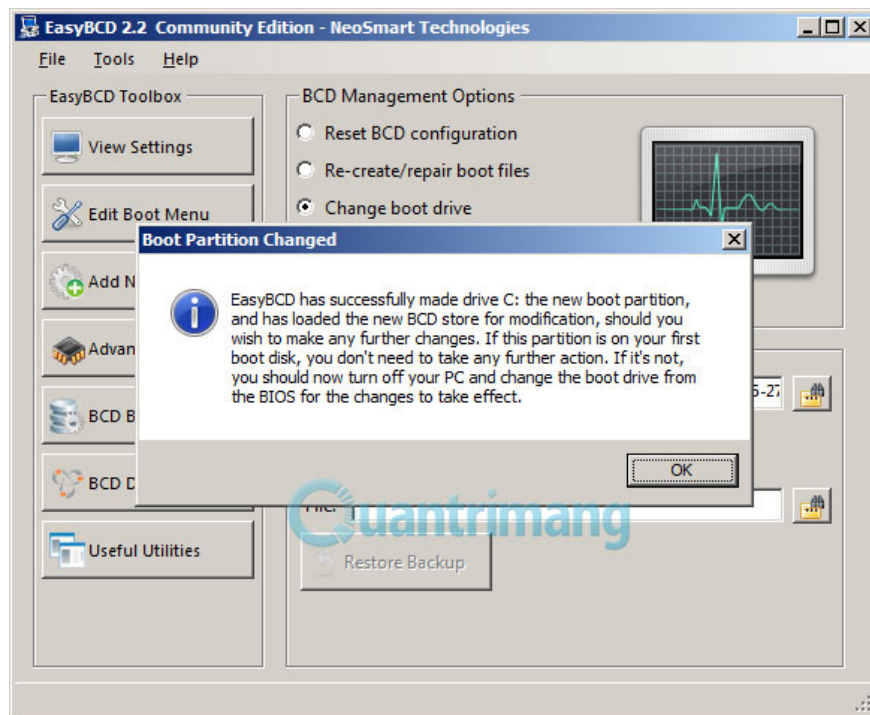 EasyBCD 2.2 Community Edition - NeoSmart Technologies
File Tools Help
EasyBCD Toolbox
BCD Management Options
View Settings
Reset BCD configuration
Re-create/repair boot files
Edit Boot Menu
Change boot drive
Boot Partition Changed
Add N
EasyBCD has successfully made drive C: the new boot partition,
and has loaded the new BCD store for modification, should you
wish to make any further changes. If this partition is on your first
boot disk, you don't need to take any further action. If it's not,
you should now turn off your PC and change the boot drive from
the BIOS for the changes to take effect.
Advan
BCD B
BCD D
OK
File:
Quantrimang
Useful Utilities
Restore Backup